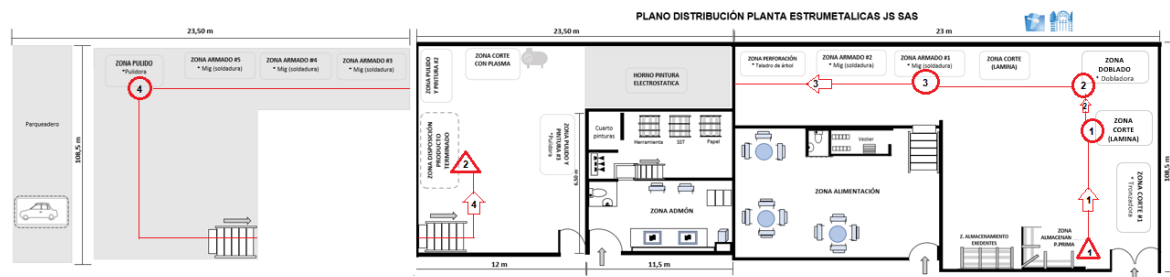 PLANO DISTRIBUCIÓN PLANTA ESTRUMETALICAS JS SAS
23,50 m
23,50 m
23 m
ZONA PULIDO
*Pulidora
ZONA ARMADO #5
* Mig (soldadura)
ZONA ARMADO #4
* Mig (soldadura)
ZONA ARMADO #3
* Mig (soldadura)
4
Parqueadero
108,5 m
ZONA PULIDO
Y PINTURA #2
ZONA CORTE
CON PLASMA
HORNO PINTURA
ELECTROSTATICA
ZONA DISPOSICIÓN
PRODUCTO
TERMINADO
2
4
ZONA PULIDO Y
PINTURA #3
*Pulidora
6,50 m
Cuarto
pinturas
Herramienta
SST
Papel
ZONA ADMÓN
12 m
11,5 m
ZONA PERFORACIÓN
* Taladro de árbol
ZONA ARMADO #2
* Mig (soldadura)
ZONA ARMADO #1
* Mig (soldadura)
ZONA CORTE
(LAMINA)
ZONA
DOBLADO
* Dobladora
3
3
2
2
1
ZONA
CORTE
(LAMINA)
Vestier
ZONA ALIMENTACIÓN
ZONA CORTE #1
* Tronzadora
1
Z. ALMACENAMIENTO
EXEDENTES
ZONA
ALMACENAN
P.PRIMA
1
108,5 m